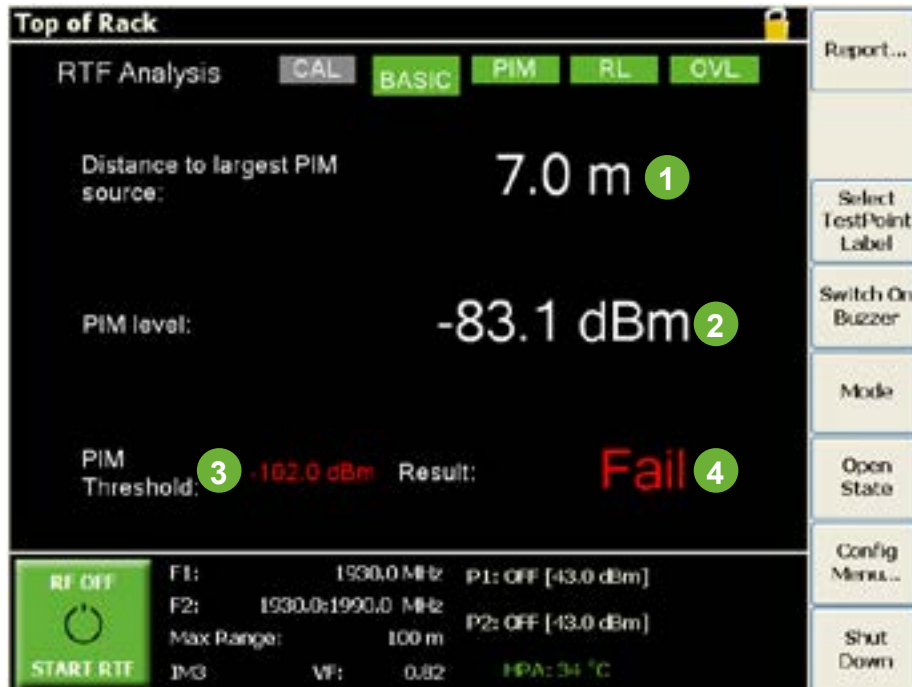 Top of Rack
RTF Analysis
CAL
BASIC
PIM
RL
OVL
Distance to largest PIM
source:
7.0 m
1
PIM level:
-83.1 dBm
2
PIM
Threshold:
3
-102.0 dBm
Result:
Fail
4
RF OFF
START RTF
F1: 1930.0 MHz
F2: 1930.0:1990.0 MHz
Max Range: 100 m
IM3 VF: 0.82
P1: OFF [43.0 dBm]
P2: OFF [43.0 dBm]
HPA: 34 °C
Report...
Select
TestPoint
Label
Switch On
Buzzer
Mode
Open
State
Config
Menu...
Shut
Down